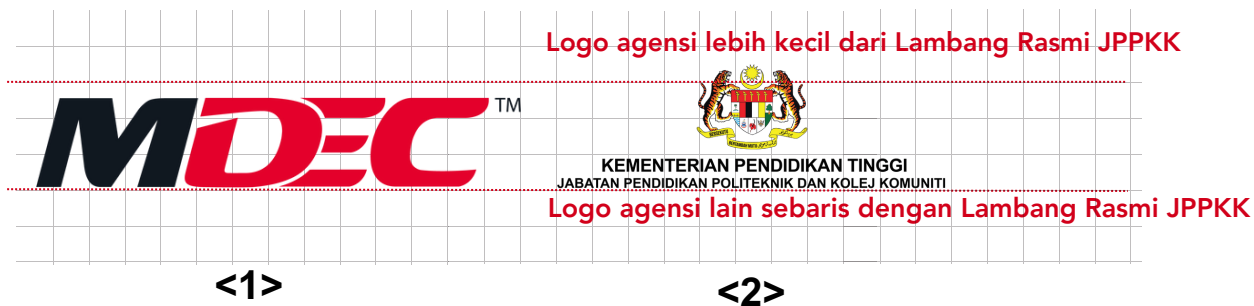 Logo agensi lebih kecil dari Lambang Rasmi JPPKK
MDEC™
KEMENTERIAN PENDIDIKAN TINGGI
JABATAN PENDIDIKAN POLITEKNIK DAN KOLEJ KOMUNITI
Logo agensi lain sebaris dengan Lambang Rasmi JPPKK
<1>
<2>